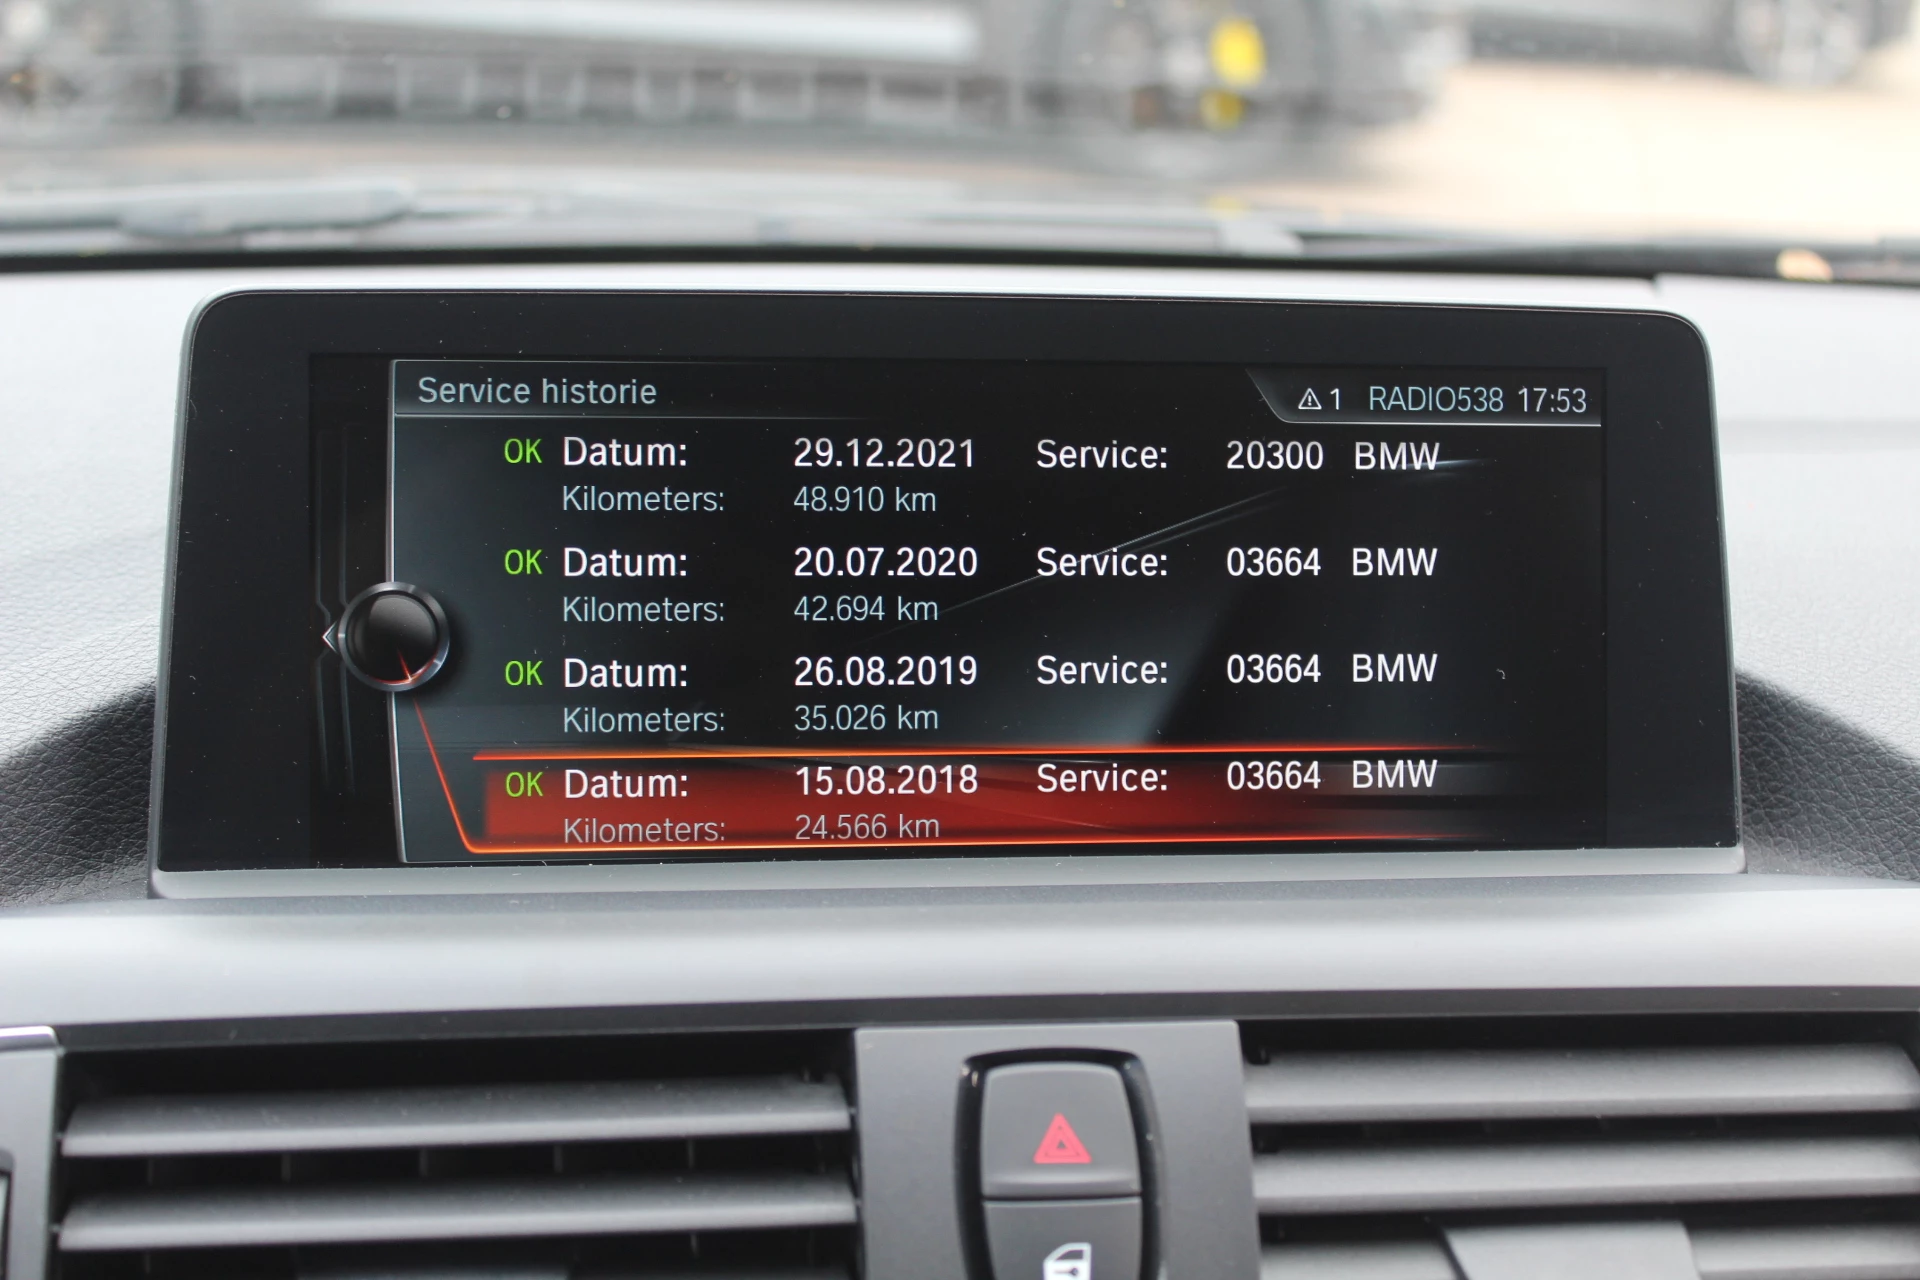 Service historie
1 RADIO538 17:53
OK Datum: 29.12.2021 Service: 20300 BMW
Kilometers: 48.910 km
OK Datum: 20.07.2020 Service: 03664 BMW
Kilometers: 42.694 km
OK Datum: 26.08.2019 Service: 03664 BMW
Kilometers: 35.026 km
OK Datum: 15.08.2018 Service: 03664 BMW
Kilometers: 24.566 km